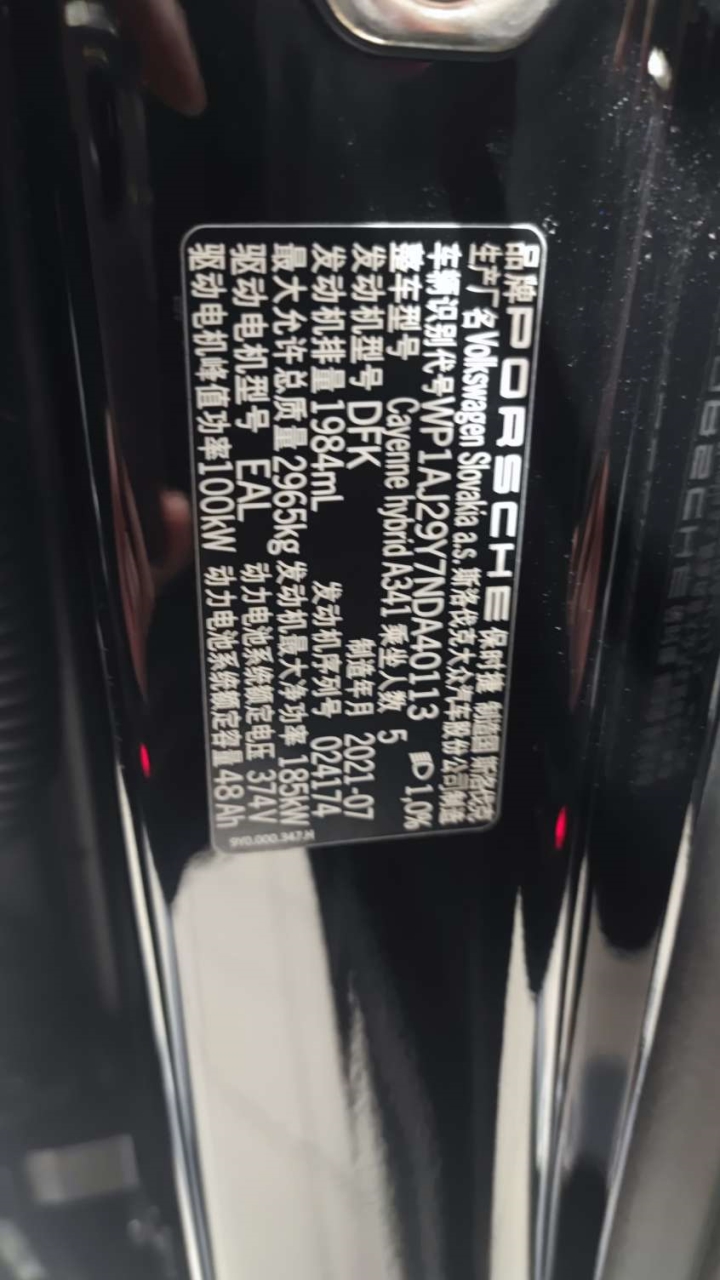 品牌 PORSCHE 保时捷 制造国 斯洛伐克
生产厂名 Volkswagen Slovakia a.s. 斯洛伐克大众汽车股份公司制造
车辆识别代号 WP1AJ29Y7NDA40113 1,0%
整车型号 Cayenne hybrid A341 乘坐人数 5
发动机型号 DFK 制造年月 2021-07
发动机排量 1984mL 发动机序列号 024174
最大允许总质量 2965kg 发动机最大净功率 185kW
驱动电机型号 EAL 动力电池系统额定电压 374V
驱动电机峰值功率 100kW 动力电池系统额定容量 48Ah
9Y0.000.347.H